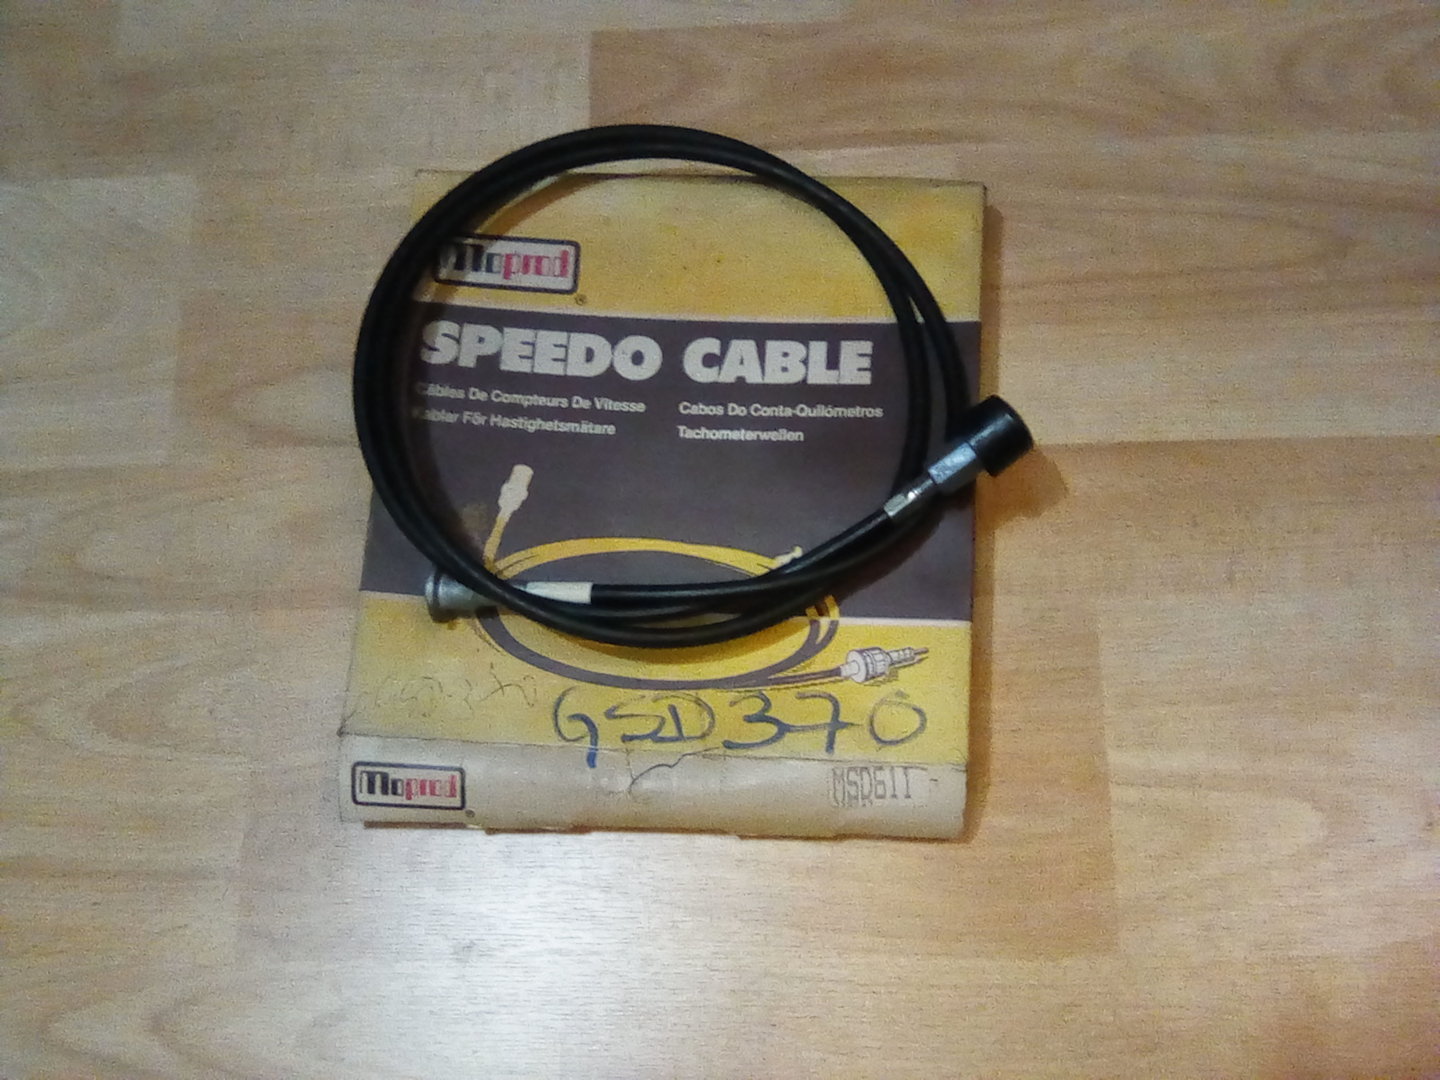 Moprod
®
SPEEDO CABLE
Câbles De Compteurs De Vitesse
Kablar För Hastighetsmätare
Cabos Do Conta-Quilómetros
Tachometerwellen
GSD370
GSD370
Moprod
®
MSD611